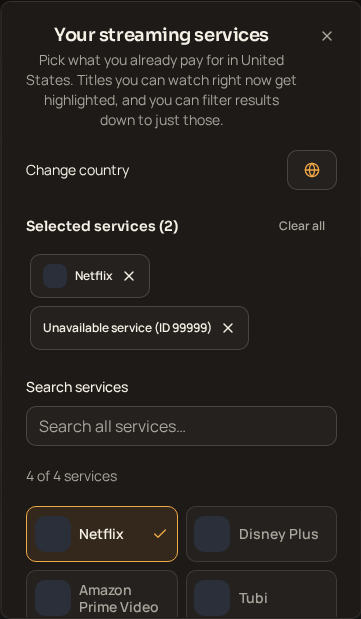 Your streaming services
Pick what you already pay for in United
States. Titles you can watch right now get
highlighted, and you can filter results
down to just those.
Change country
Selected services (2)
Clear all
Netflix
Unavailable service (ID 99999)
Search services
Search all services...
4 of 4 services
Netflix
Disney Plus
Amazon
Prime Video
Tubi